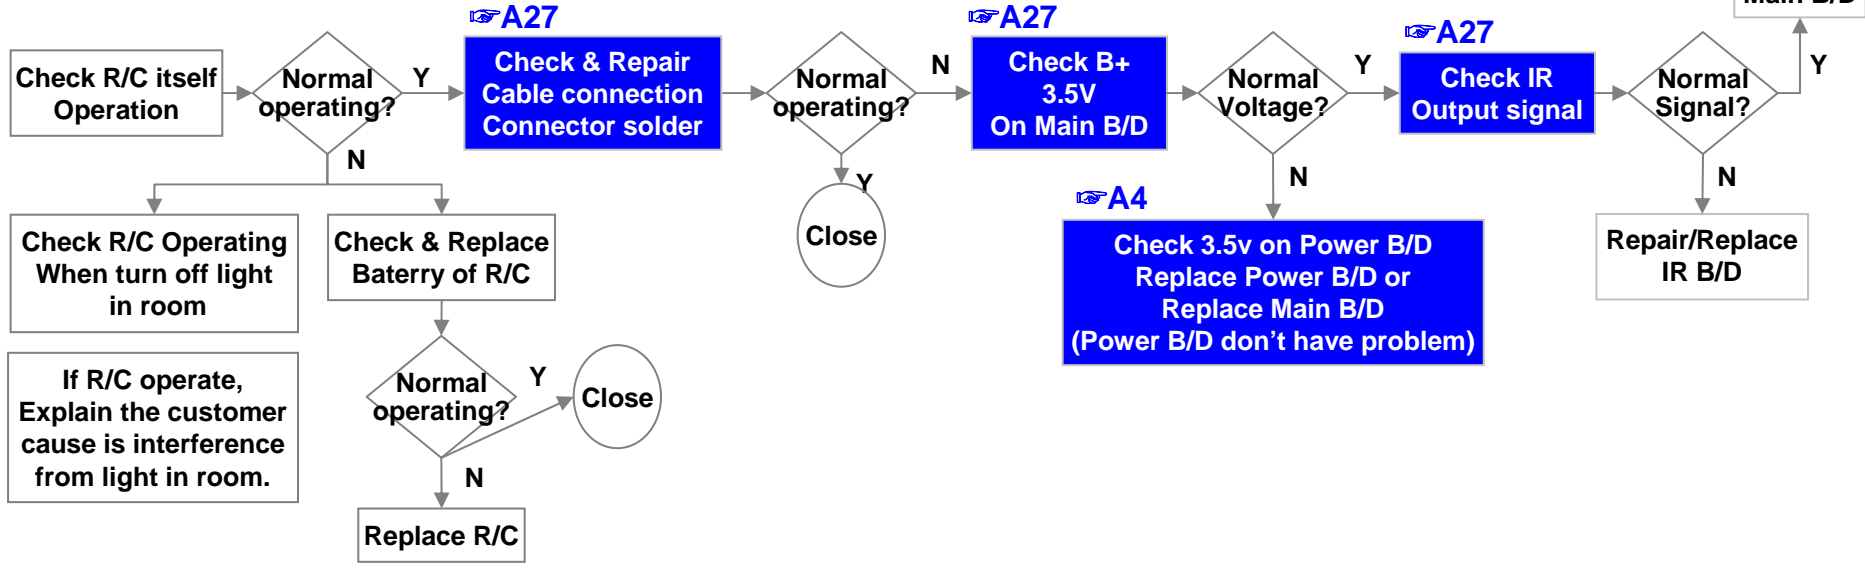 Check R/C itself
Operation
Normal
operating?
Y
N
☞A27
Check & Repair
Cable connection
Connector solder
Normal
operating?
N
Y
Close
☞A27
Check B+
3.5V
On Main B/D
Normal
Voltage?
Y
N
☞A27
Check IR
Output signal
Normal
Signal?
Y
Main B/D
N
Repair/Replace
IR B/D
☞A4
Check 3.5v on Power B/D
Replace Power B/D or
Replace Main B/D
(Power B/D don’t have problem)
Check R/C Operating
When turn off light
in room
Check & Replace
Baterry of R/C
If R/C operate,
Explain the customer
cause is interference
from light in room.
Normal
operating?
Y
Close
N
Replace R/C